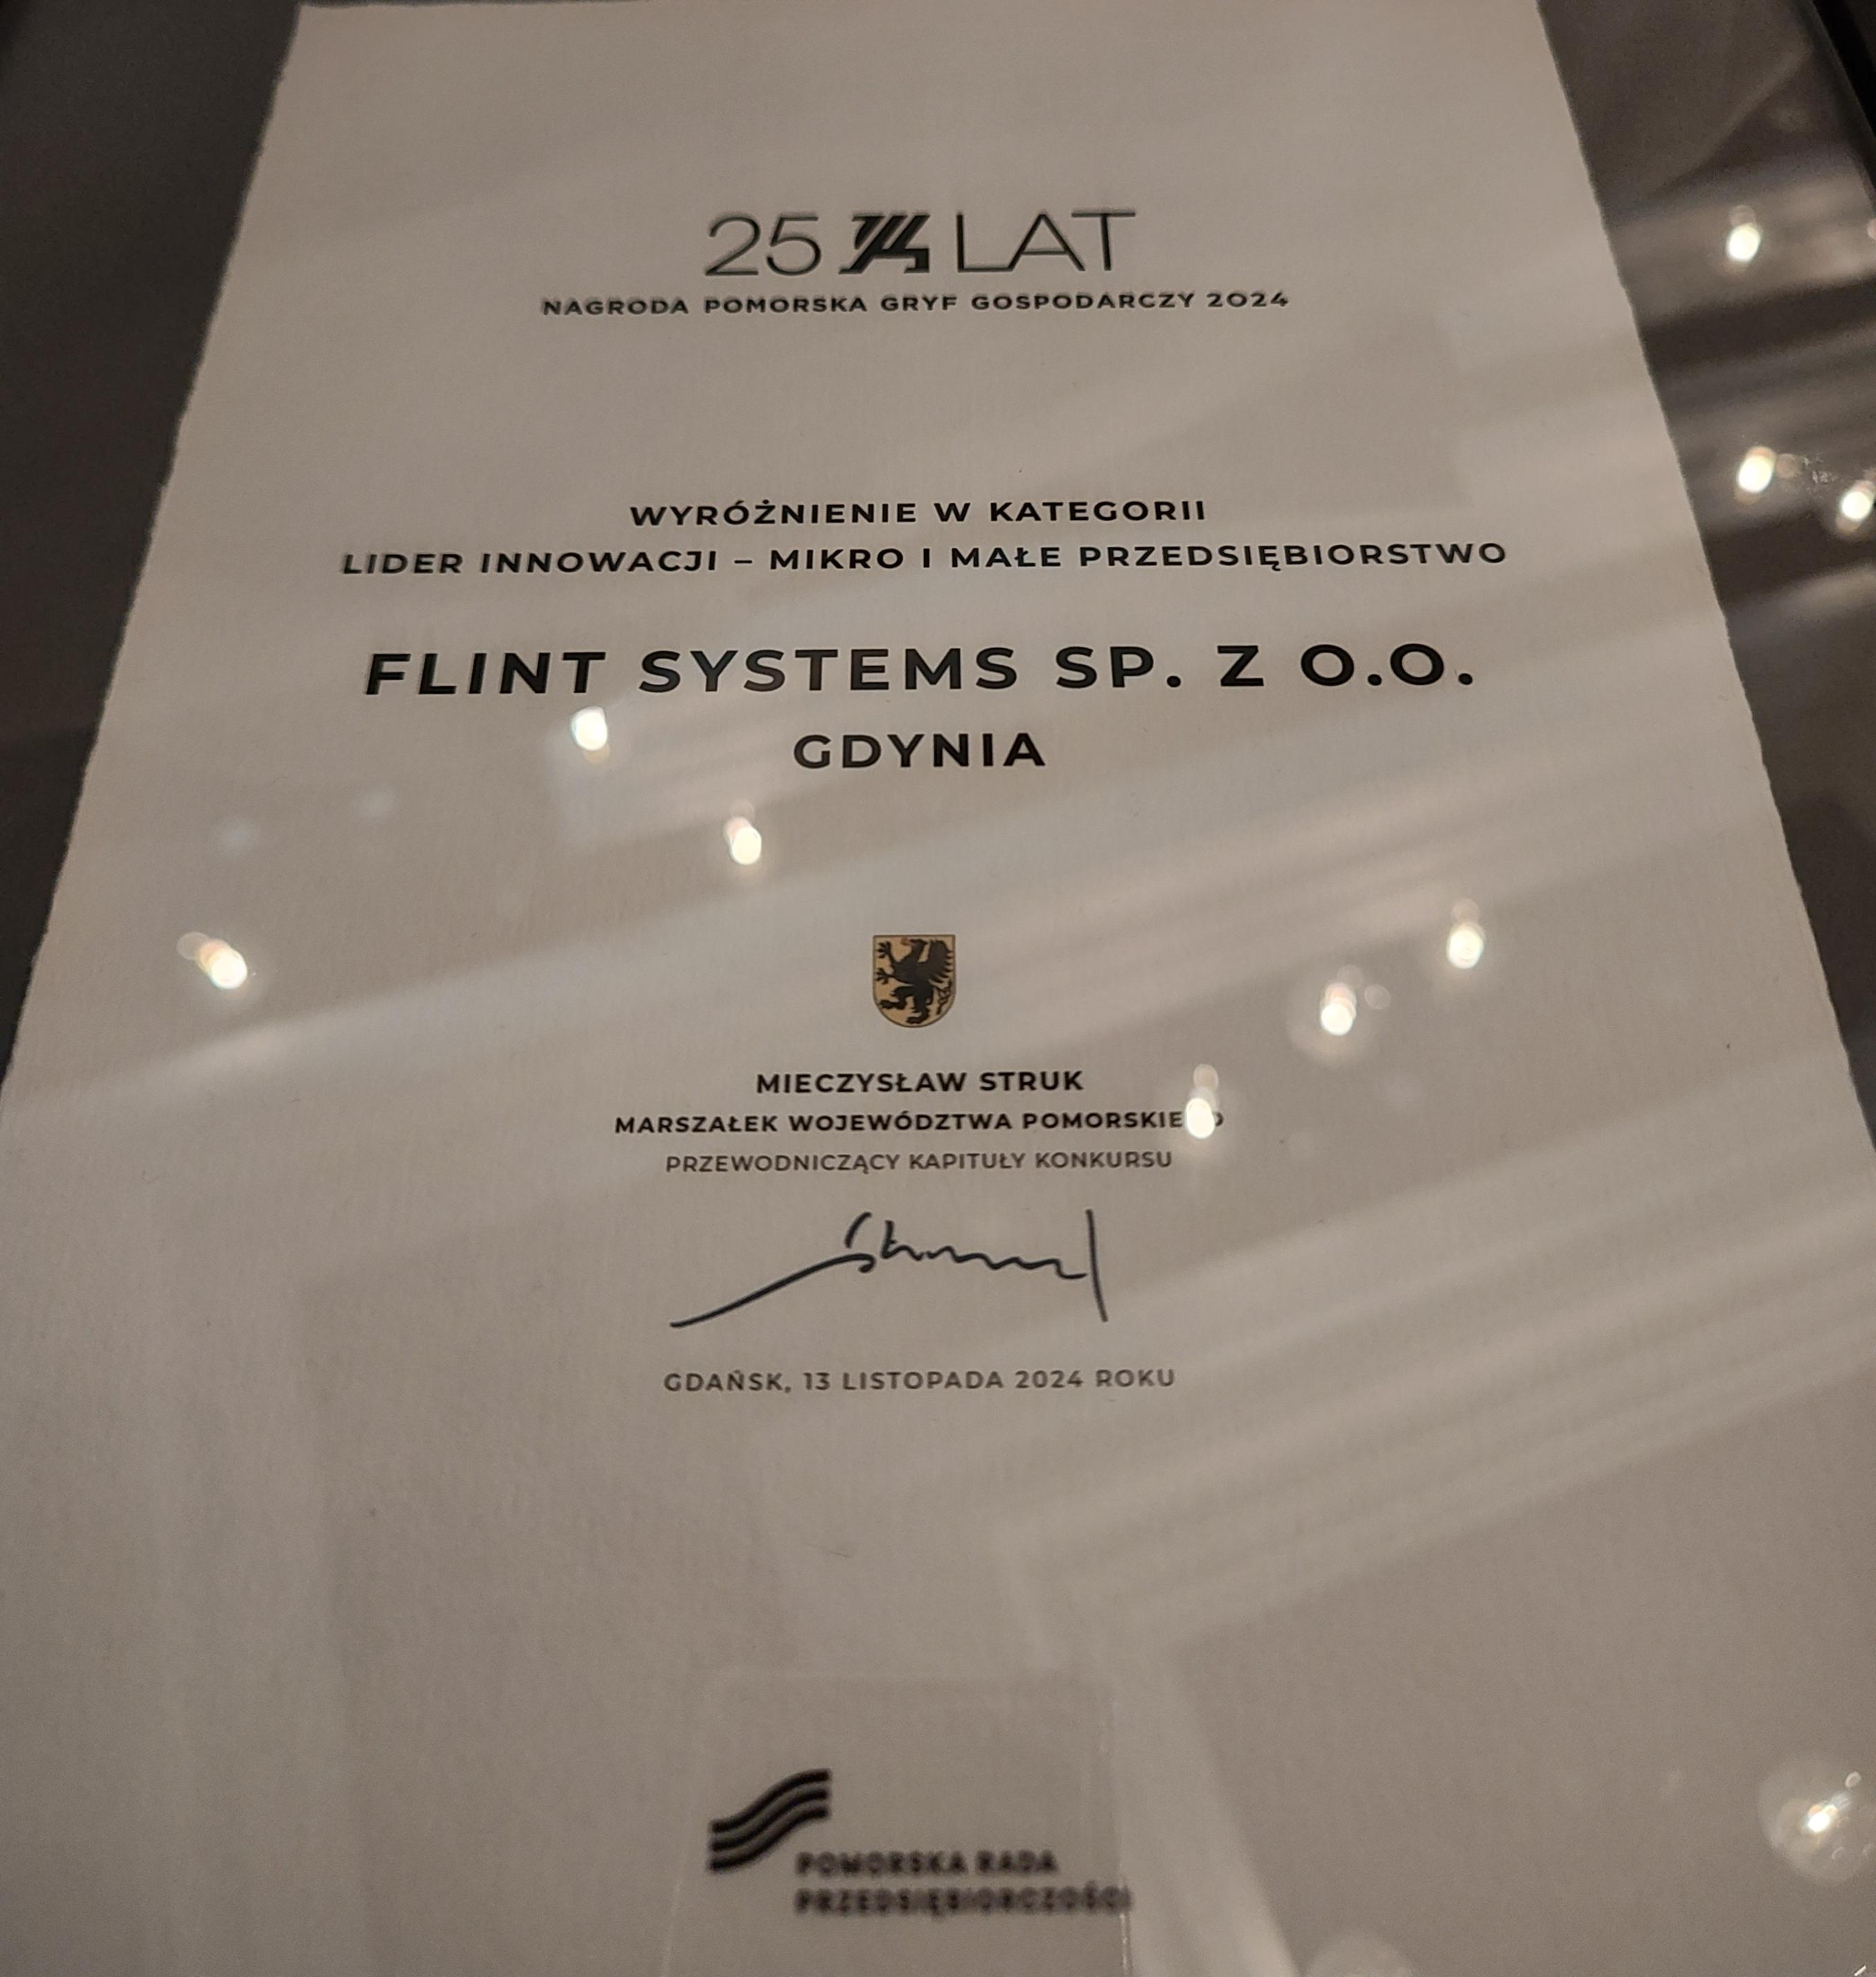 25 LAT
NAGRODA POMORSKA GRYF GOSPODARCZY 2024
WYRÓŻNIENIE W KATEGORII
LIDER INNOWACJI – MIKRO I MAŁE PRZEDSIĘBIORSTWO
FLINT SYSTEMS SP. Z O.O.
GDYNIA
MIECZYSŁAW STRUK
MARSZAŁEK WOJEWÓDZTWA POMORSKIEGO
PRZEWODNICZĄCY KAPITUŁY KONKURSU
GDAŃSK, 13 LISTOPADA 2024 ROKU
POMORSKA RADA
PRZEDSIĘBIORCZOŚCI